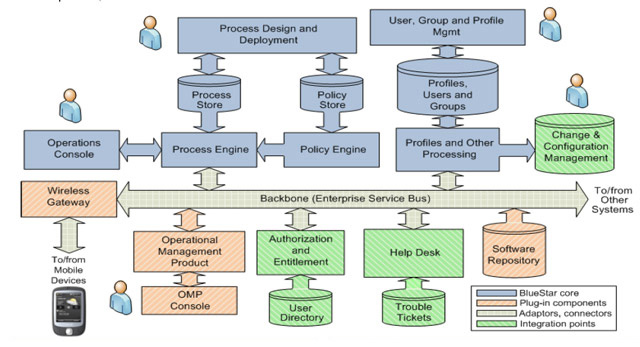 Process Design and
Deployment
User, Group and Profile
Mgmt
Process
Store
Policy
Store
Profiles,
Users and
Groups
Change &
Configuration
Management
Operations
Console
Process Engine
Policy Engine
Profiles and Other
Processing
Wireless
Gateway
Backbone (Enterprise Service Bus)
To/from
Other
Systems
To/from
Mobile
Devices
Operational
Management
Product
Authorization
and
Entitlement
Help Desk
Software
Repository
OMP
Console
User
Directory
Trouble
Tickets
BlueStar core
Plug-in components
Adaptors, connectors
Integration points